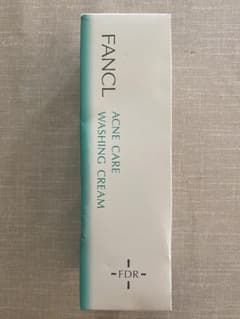 FANCL
ACNE CARE
WASHING CREAM
FDR